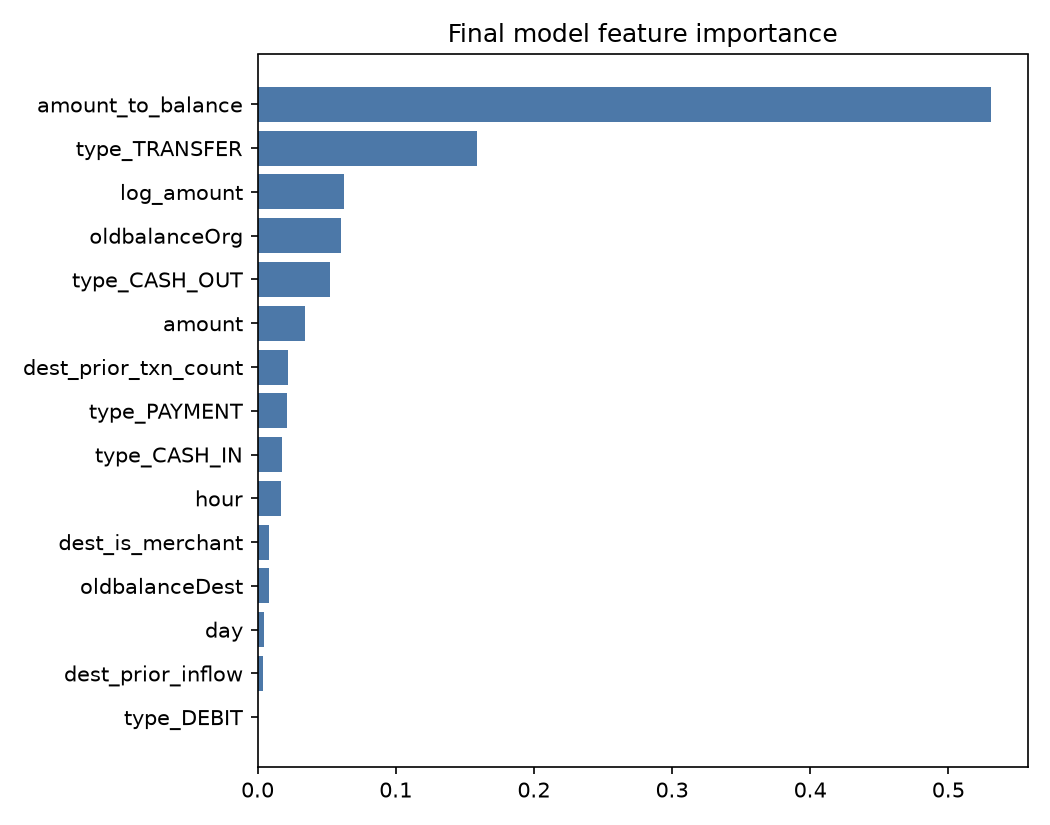 Final model feature importance
amount_to_balance
type_TRANSFER
log_amount
oldbalanceOrg
type_CASH_OUT
amount
dest_prior_txn_count
type_PAYMENT
type_CASH_IN
hour
dest_is_merchant
oldbalanceDest
day
dest_prior_inflow
type_DEBIT
0.0 0.1 0.2 0.3 0.4 0.5